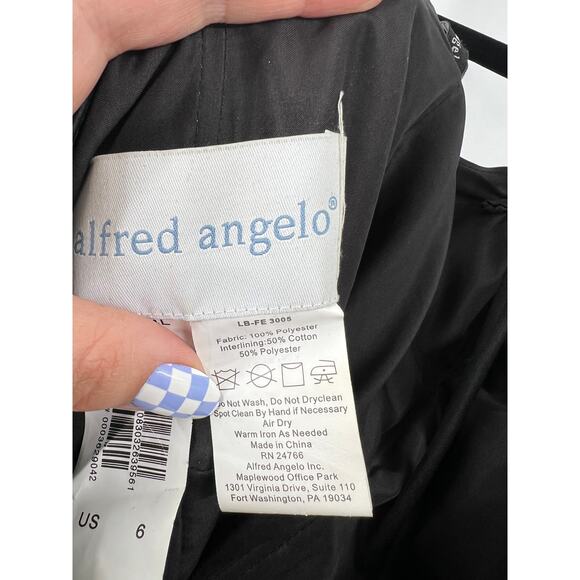 alfred angelo®
LB-FE 3005
Fabric: 100% Polyester
Interlining:50% Cotton
50% Polyester
Do Not Wash, Do Not Dryclean
Spot Clean By Hand if Necessary
Air Dry
Warm Iron As Needed
Made in China
RN 24766
Alfred Angelo Inc.
Maplewood Office Park
1301 Virginia Drive, Suite 110
Fort Washington, PA 19034
0003629042
US 6